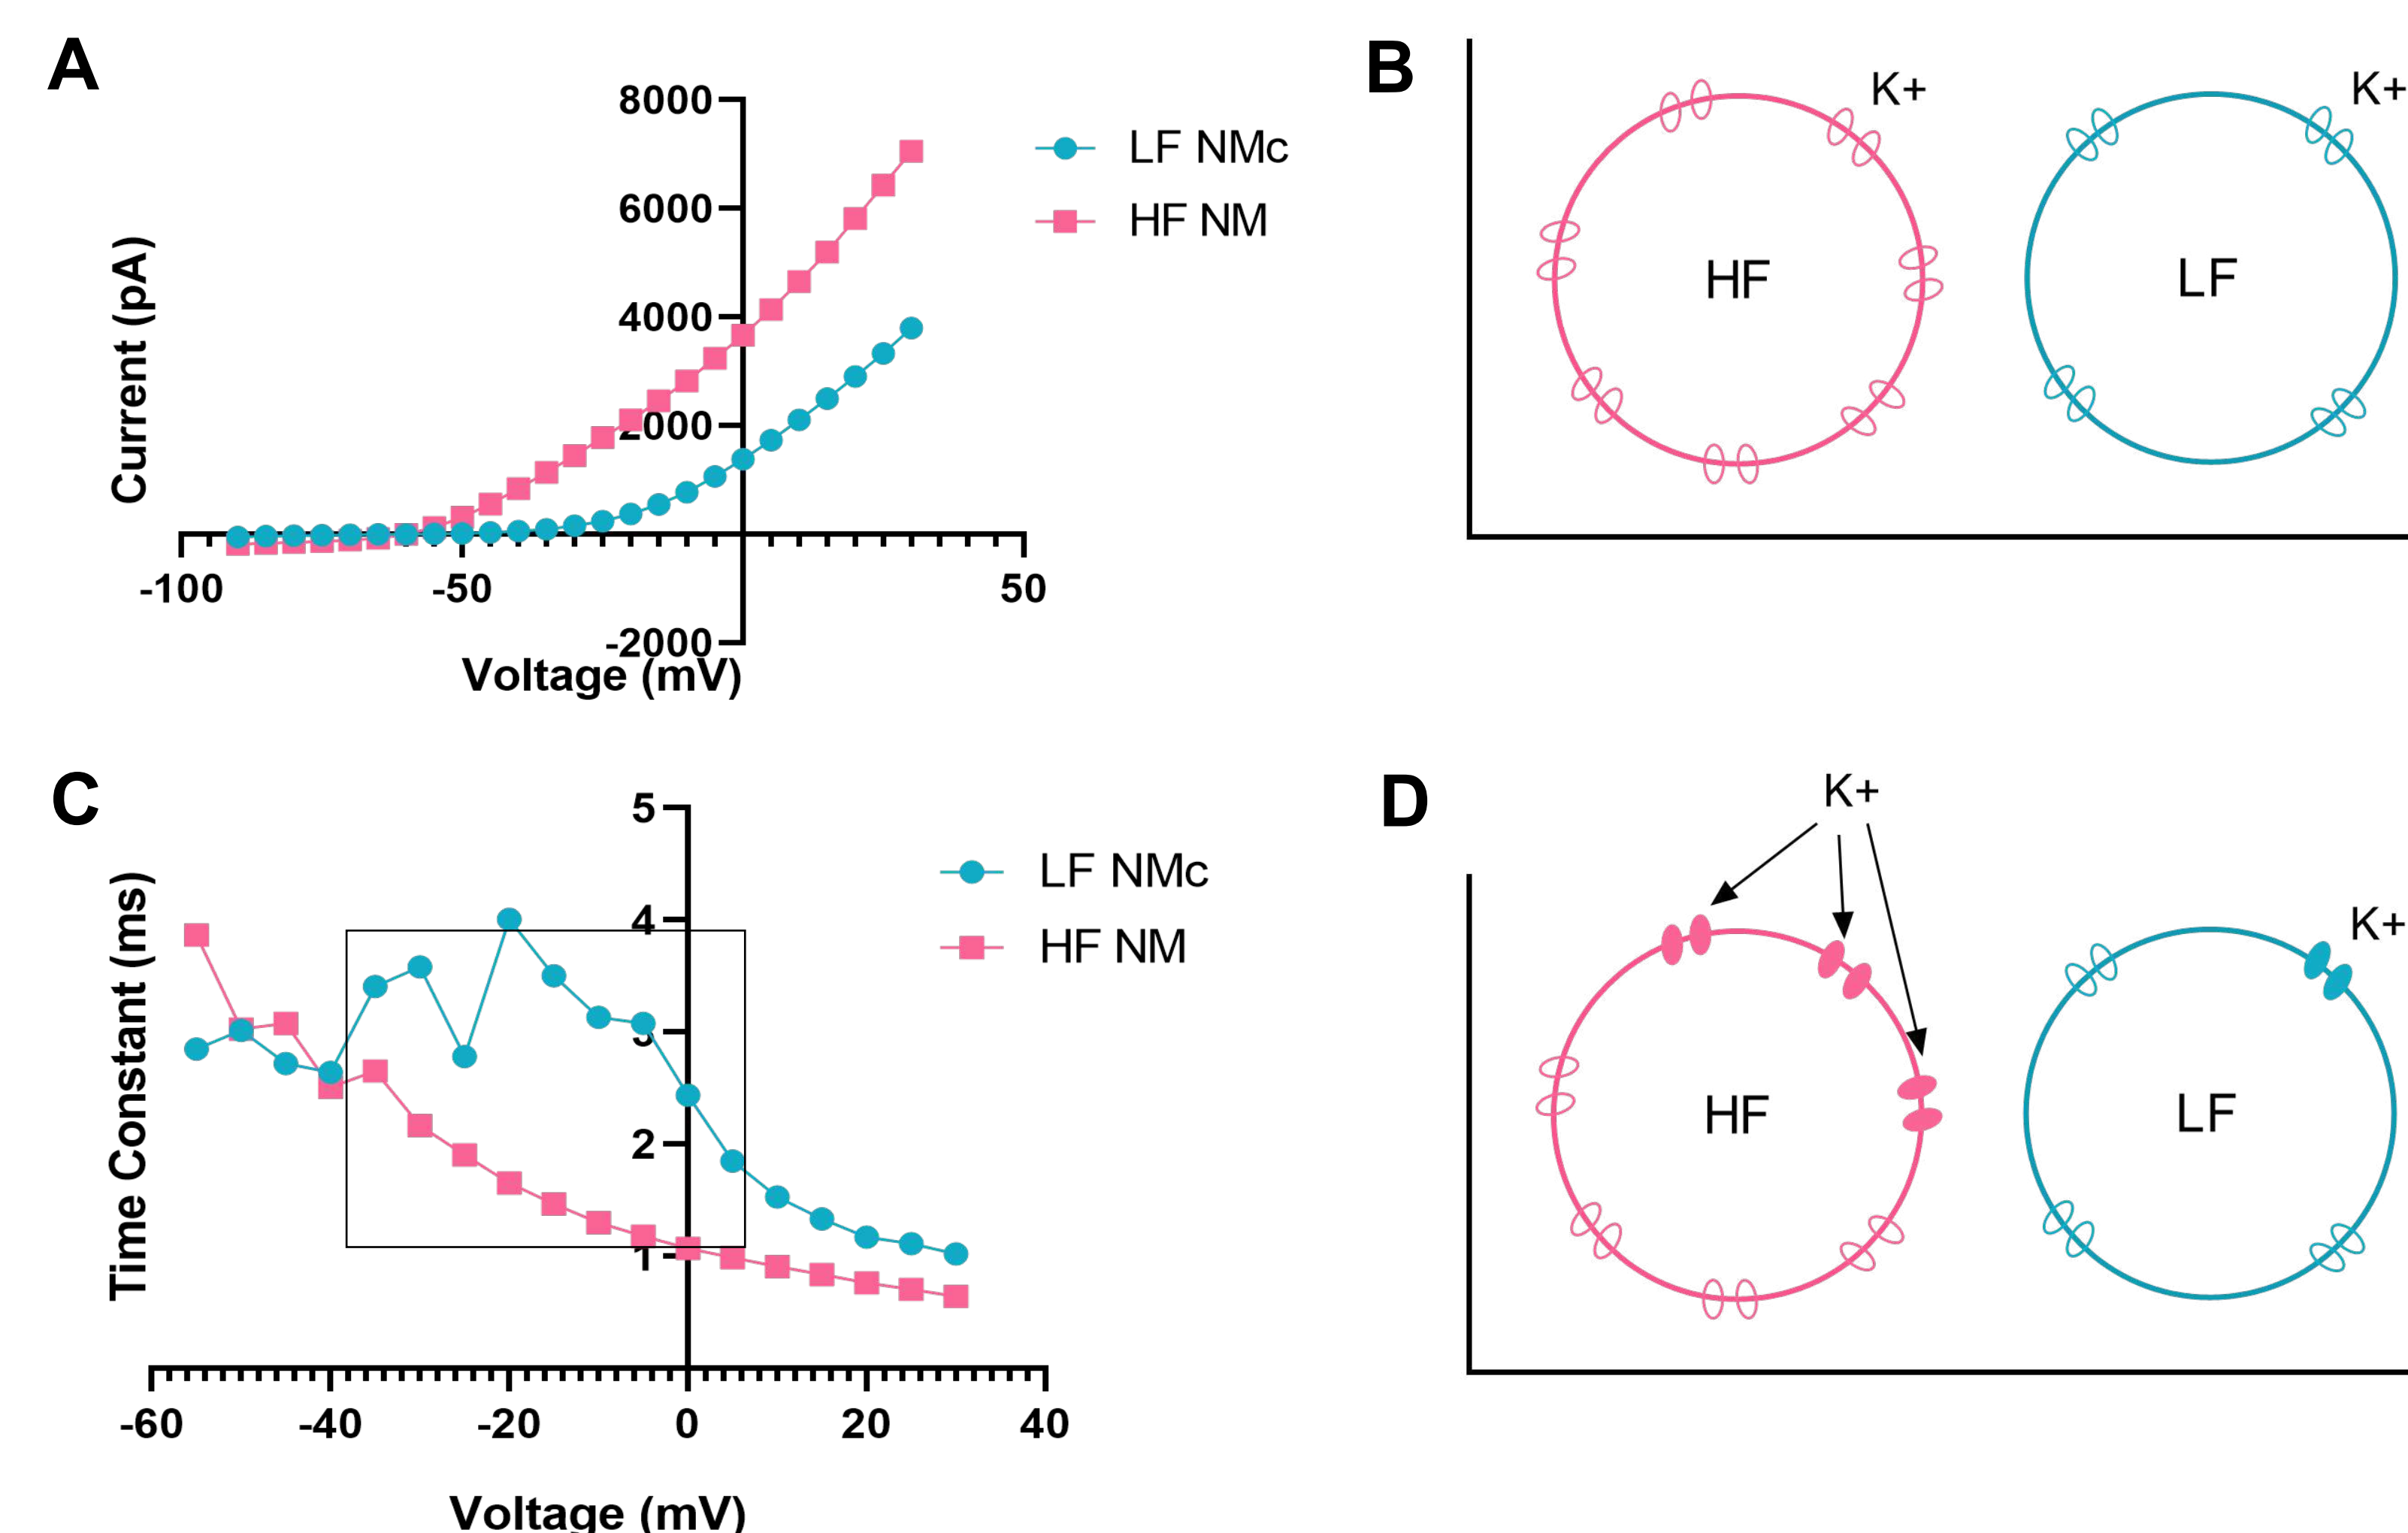 A
8000
6000
4000
2000
-2000
-100
-50
50
Current (pA)
Voltage (mV)
LF NMc
HF NM
B
K+
HF
K+
LF
C
5
4
3
2
1
-60
-40
-20
0
20
40
Time Constant (ms)
Voltage (mV)
LF NMc
HF NM
D
K+
HF
K+
LF